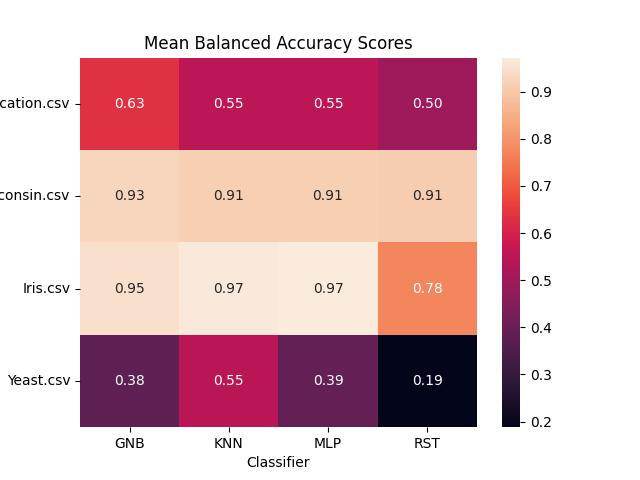 Mean Balanced Accuracy Scores
cation.csv 0.63 0.55 0.55 0.50
consin.csv 0.93 0.91 0.91 0.91
Iris.csv 0.95 0.97 0.97 0.78
Yeast.csv 0.38 0.55 0.39 0.19
GNB KNN MLP RST
Classifier
0.9
0.8
0.7
0.6
0.5
0.4
0.3
0.2